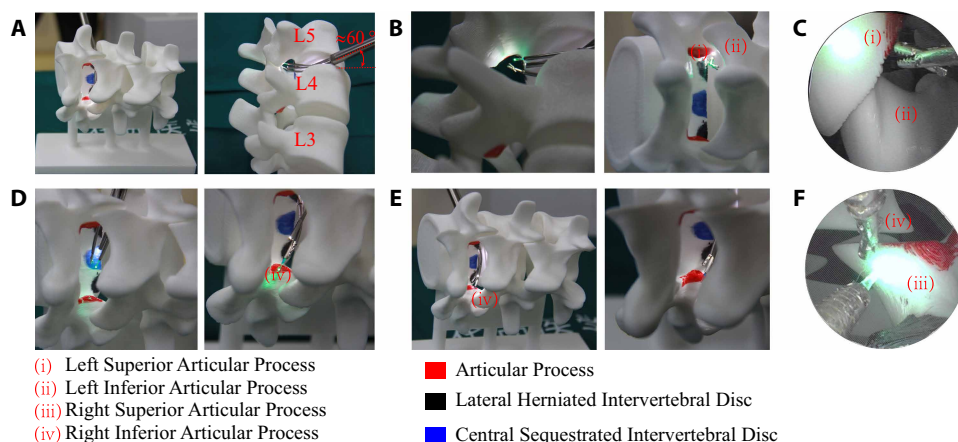 A
L5
≈60°
L4
L3
B
(ii)
C
(i)
(ii)
D
(iv)
E
(iv)
F
(iv)
(iii)
(i) Left Superior Articular Process
(ii) Left Inferior Articular Process
(iii) Right Superior Articular Process
(iv) Right Inferior Articular Process
Articular Process
Lateral Herniated Intervertebral Disc
Central Sequestrated Intervertebral Disc